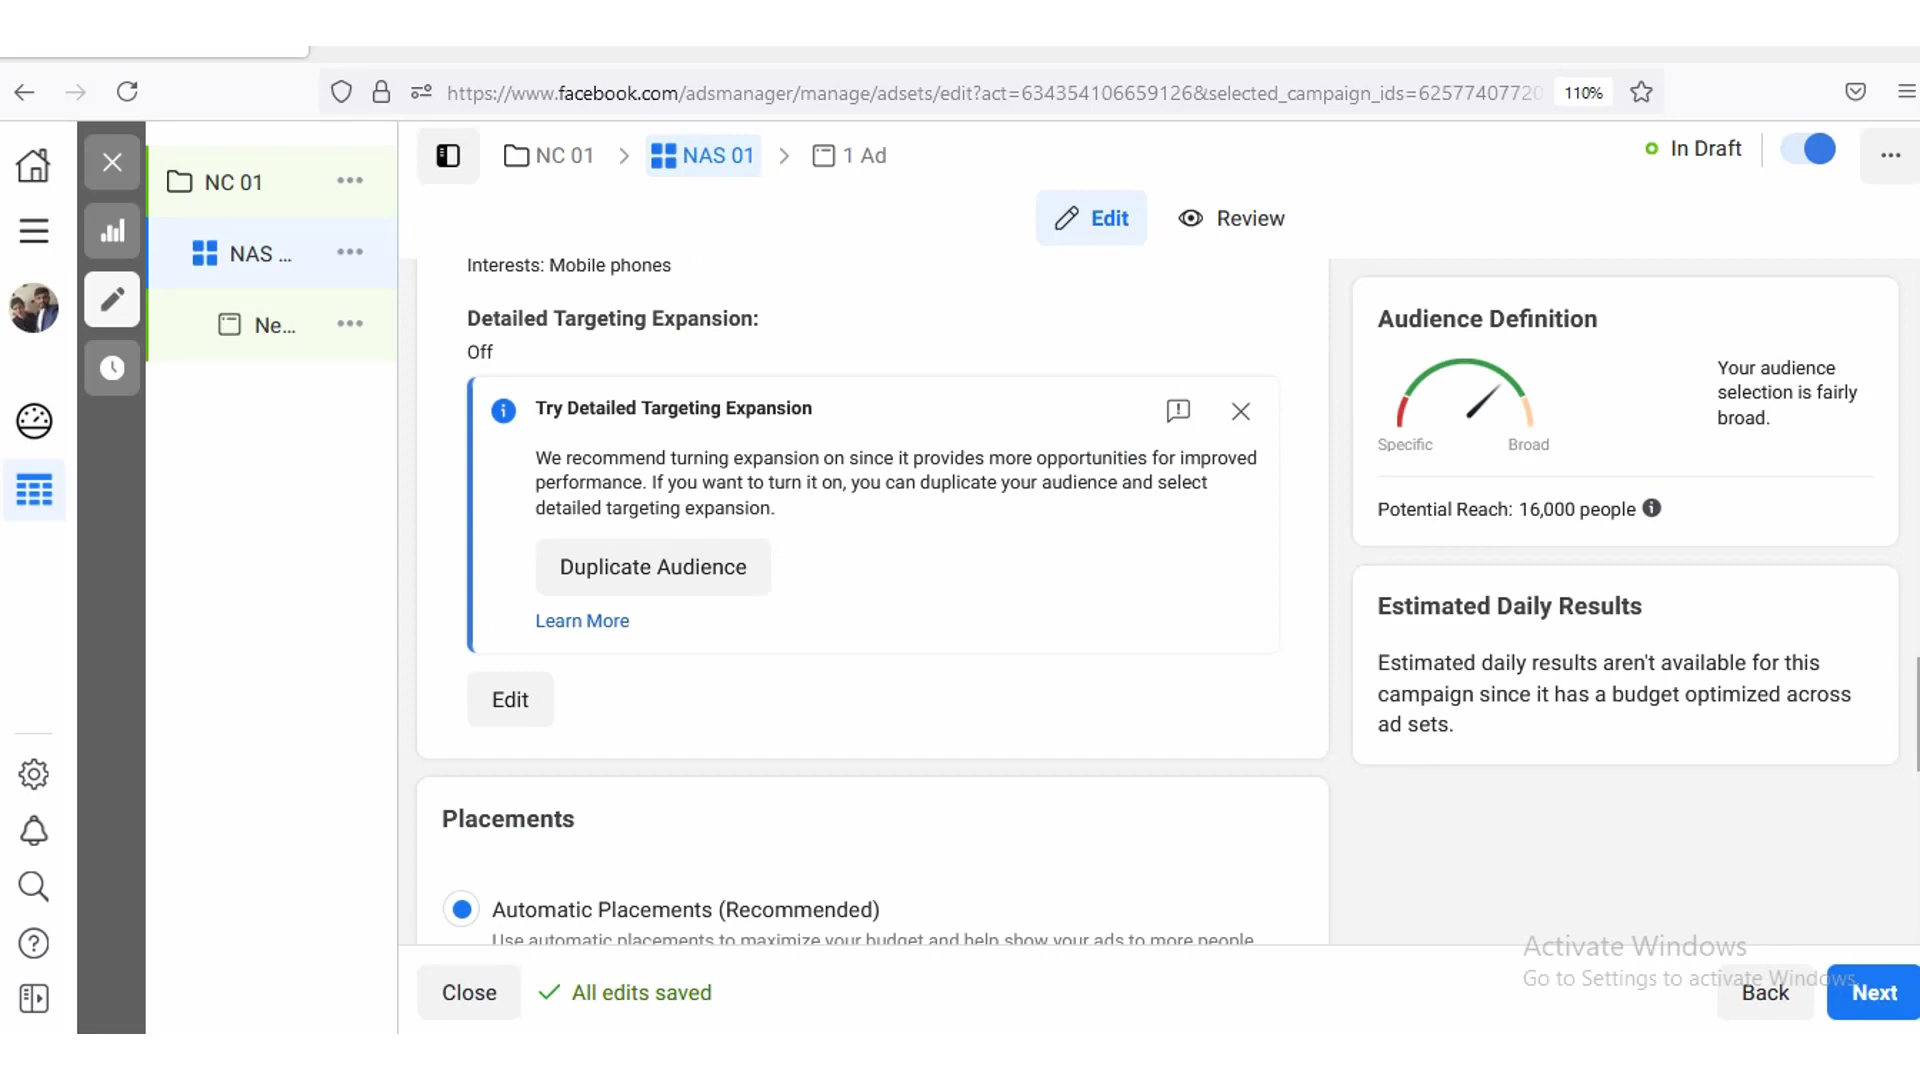 https://www.facebook.com/adsmanager/manage/adsets/edit?act=634354106659126&selected_campaign_ids=62577407720
110%
NC 01
NAS ...
Ne...
NC 01
NAS 01
1 Ad
In Draft
Edit
Review
Interests: Mobile phones
Detailed Targeting Expansion:
Off
Try Detailed Targeting Expansion
We recommend turning expansion on since it provides more opportunities for improved
performance. If you want to turn it on, you can duplicate your audience and select
detailed targeting expansion.
Duplicate Audience
Learn More
Edit
Placements
Automatic Placements (Recommended)
Use automatic placements to maximize your budget and help show your ads to more people
Audience Definition
Your audience
selection is fairly
broad.
Specific
Broad
Potential Reach: 16,000 people
Estimated Daily Results
Estimated daily results aren't available for this
campaign since it has a budget optimized across
ad sets.
Close
All edits saved
Activate Windows
Go to Settings to activate Windows.
Back
Next